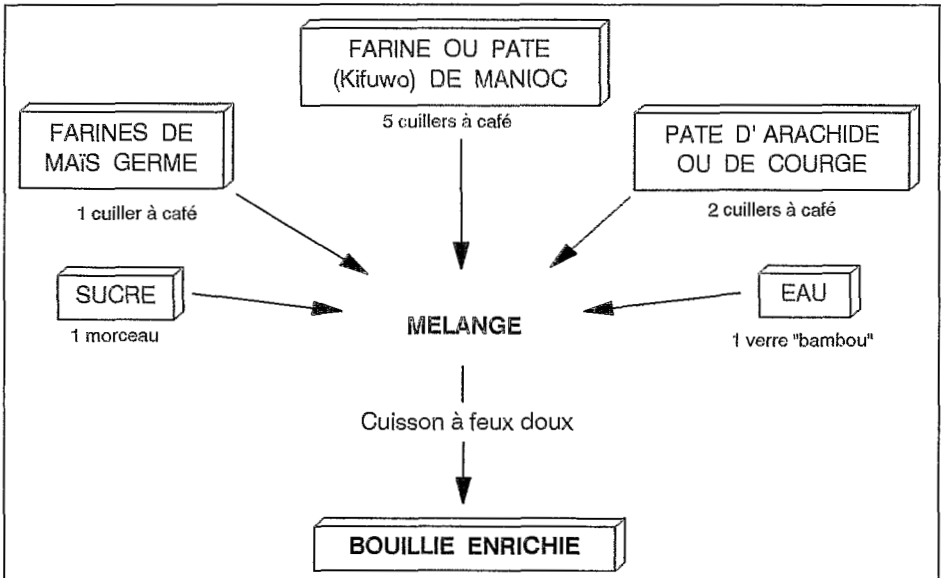 FARINE OU PATE
(Kifuwo) DE MANIOC
5 cuillers à café
FARINES DE
MAïS GERME
1 cuiller à café
PATE D' ARACHIDE
OU DE COURGE
2 cuillers à café
SUCRE
1 morceau
EAU
1 verre "bambou"
MELANGE
Cuisson à feux doux
BOUILLIE ENRICHIE